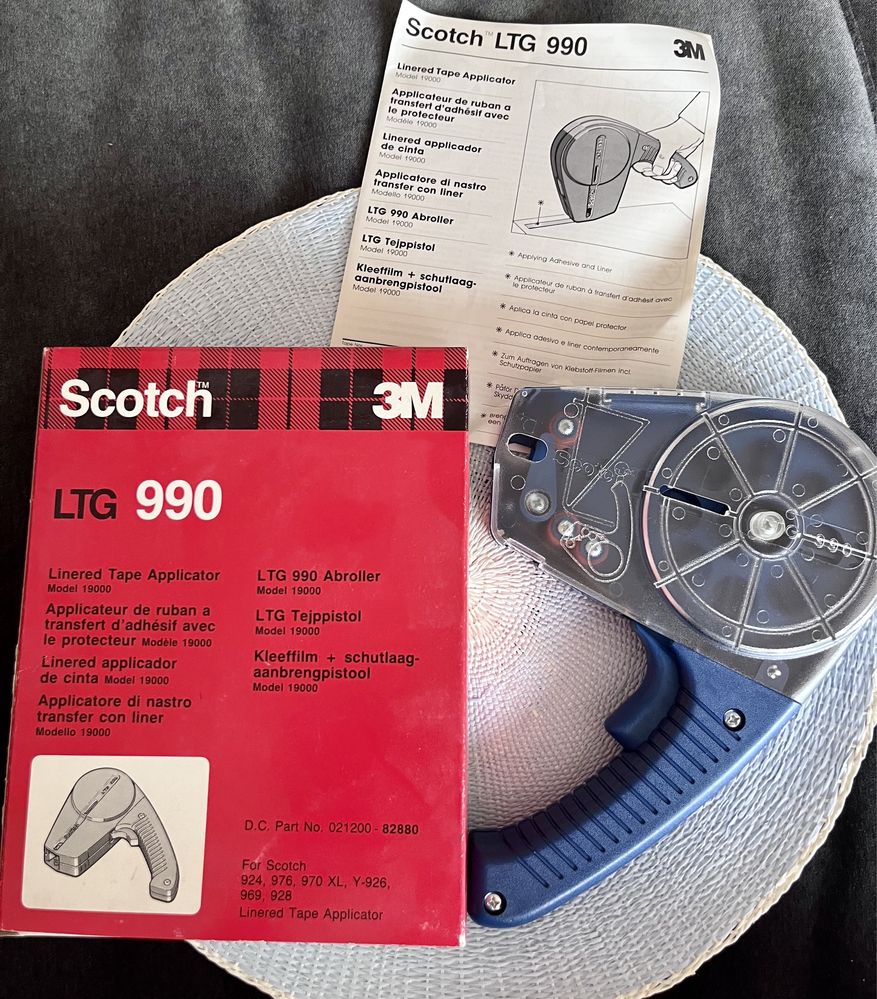 Scotch™ LTG 990
3M
Linered Tape Applicator
Model 19000
Applicateur de ruban a
transfert d'adhésif avec
le protecteur
Modèle 19000
Linered applicador
de cinta
Model 19000
Applicatore di nastro
transfer con liner
Modello 19000
LTG 990 Abroller
Model 19000
LTG Tejppistol
Model 19000
Kleeffilm + schutlaag-
aanbrengpistool
Model 19000
* Applying Adhesive and Liner
* Applicateur de ruban à transfert d'adhésif avec
le protecteur
* Aplica la cinta con papel protector
* Applica adesivo e liner contemporaneamente
* Zum Auftragen von Klebstoff-Filmen incl.
Schutzpapier
Scotch™
3M
LTG 990
Linered Tape Applicator
Model 19000
Applicateur de ruban a
transfert d'adhésif avec
le protecteur Modèle 19000
Linered applicador
de cinta Model 19000
Applicatore di nastro
transfer con liner
Modello 19000
LTG 990 Abroller
Model 19000
LTG Tejppistol
Model 19000
Kleeffilm + schutlaag-
aanbrengpistool
Model 19000
D.C. Part No. 021200-82880
For Scotch
924, 976, 970 XL, Y-926,
969, 928
Linered Tape Applicator
Scotch
990